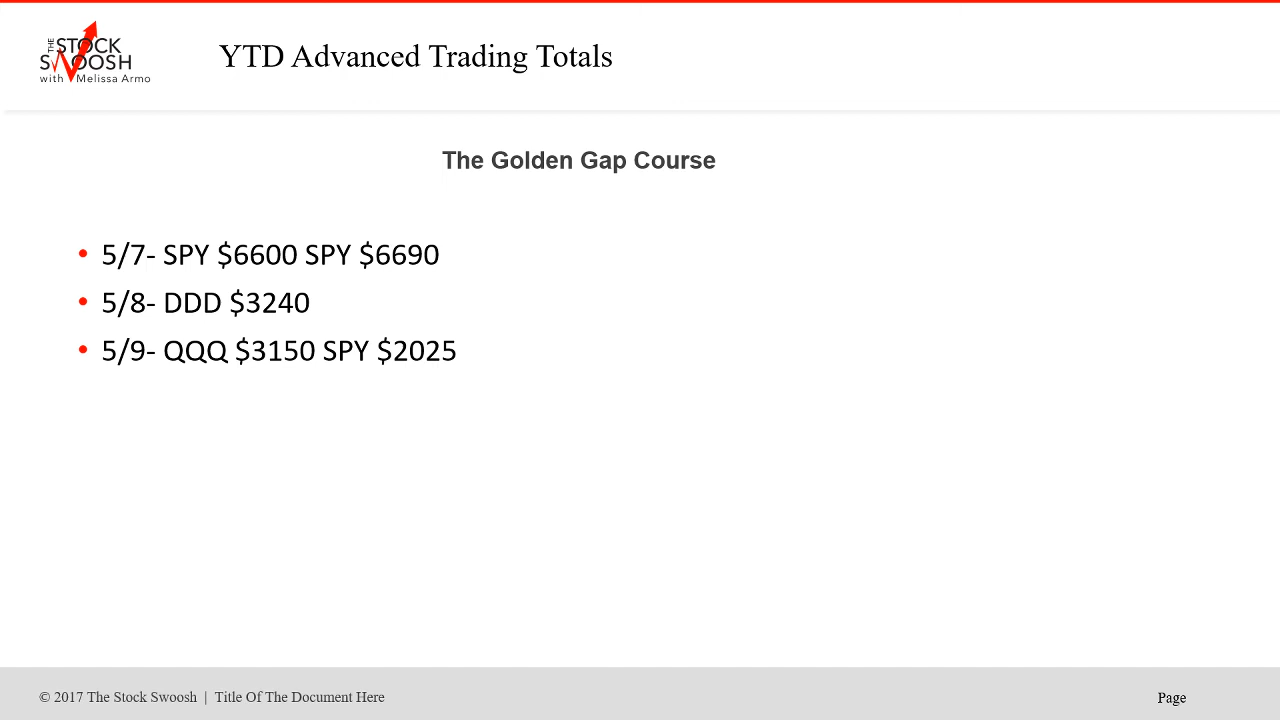 THE STOCK
SWOOSH
with Melissa Armo
YTD Advanced Trading Totals
The Golden Gap Course
• 5/7- SPY $6600 SPY $6690
• 5/8- DDD $3240
• 5/9- QQQ $3150 SPY $2025
© 2017 The Stock Swoosh | Title Of The Document Here
Page